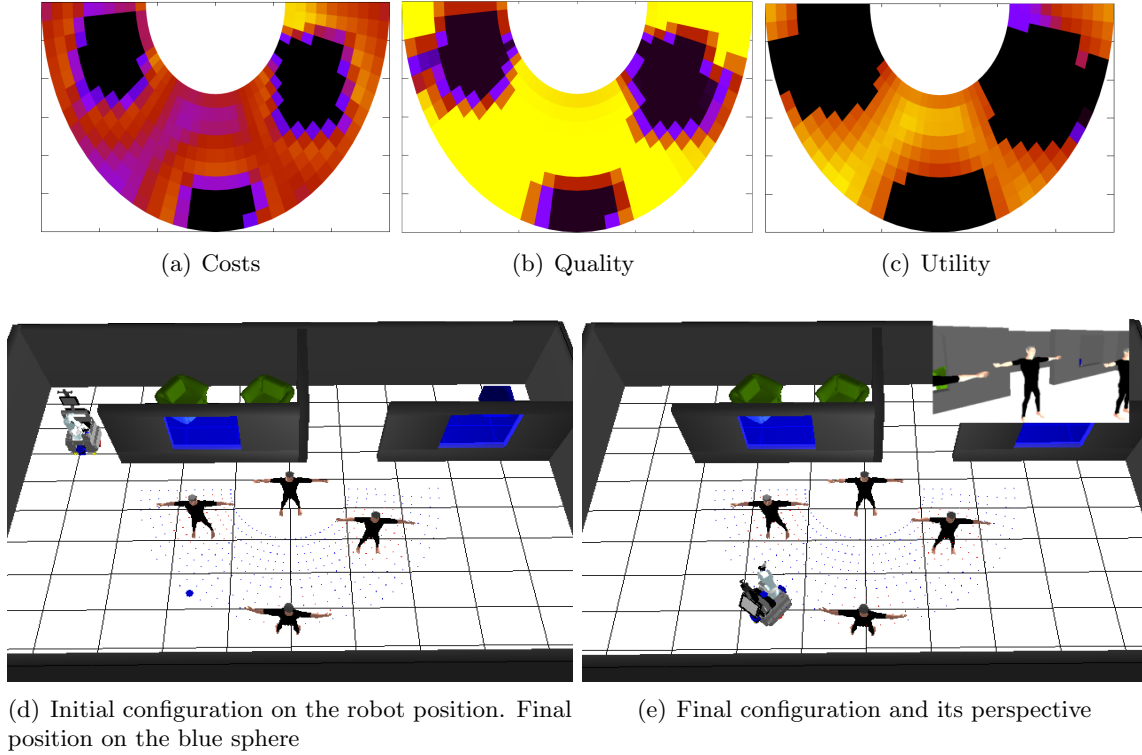 (a) Costs
(b) Quality
(c) Utility
(d) Initial configuration on the robot position. Final
position on the blue sphere
(e) Final configuration and its perspective